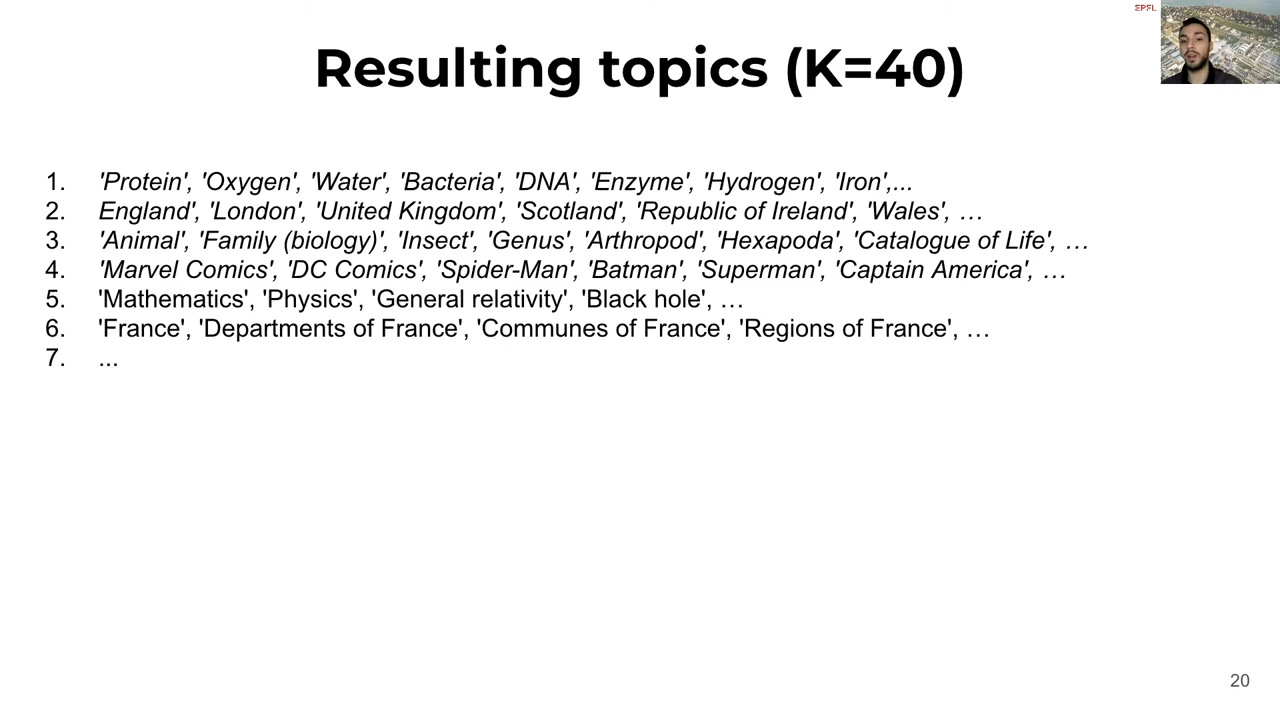 EPFL
Resulting topics (K=40)
1. 'Protein', 'Oxygen', 'Water', 'Bacteria', 'DNA', 'Enzyme', 'Hydrogen', 'Iron',...
2. England', 'London', 'United Kingdom', 'Scotland', 'Republic of Ireland', 'Wales', …
3. 'Animal', 'Family (biology)', 'Insect', 'Genus', 'Arthropod', 'Hexapoda', 'Catalogue of Life', …
4. 'Marvel Comics', 'DC Comics', 'Spider-Man', 'Batman', 'Superman', 'Captain America', …
5. 'Mathematics', 'Physics', 'General relativity', 'Black hole', …
6. 'France', 'Departments of France', 'Communes of France', 'Regions of France', …
7. ...
20